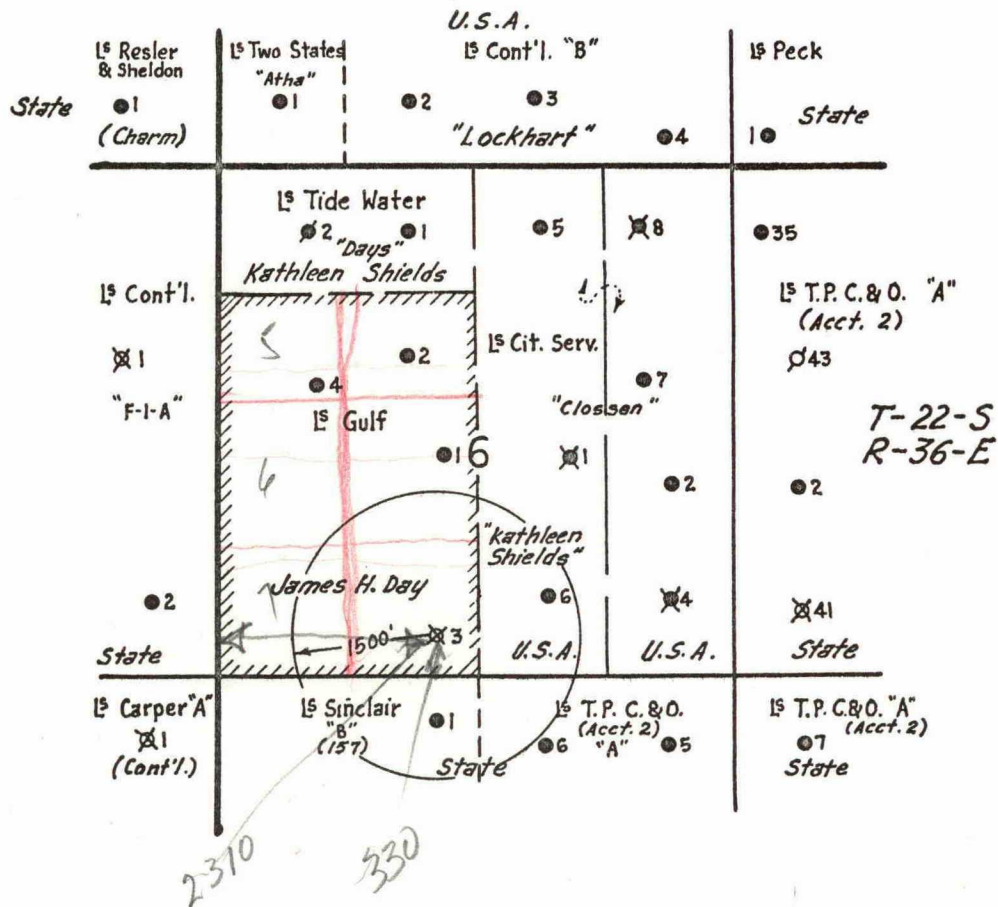 U.S.A.
Ls Resler & Sheldon
State
1
(Charm)
Ls Two States
"Atha"
1
Ls Cont'l. "B"
2
3
"Lockhart"
4
Ls Peck
State
1
Ls Tide Water
2
1
"Days"
Kathleen Shields
5
8
35
Ls Cont'l.
1
"F-1-A"
5
2
4
Ls Gulf
1
6
6
Ls Cit. Serv.
7
"Clossen"
1
2
Ls T.P. C.& O. "A"
(Acct. 2)
43
T-22-S
R-36-E
2
"Kathleen Shields"
James H. Day
7
2
1500'
3
6
4
41
State
U.S.A.
U.S.A.
State
Ls Carper "A"
1
(Cont'l.)
Ls Sinclair
"B"
(157)
1
State
Ls T.P. C.& O.
(Acct. 2)
"A"
6
5
Ls T.P. C.& O. "A"
(Acct. 2)
7
State
2310
330